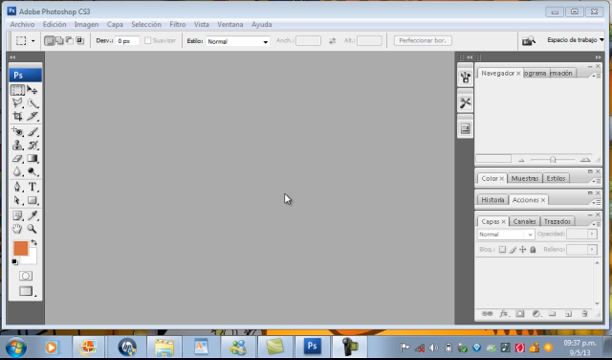 Adobe Photoshop CS3
Archivo Edición Imagen Capa Selección Filtro Vista Ventana Ayuda
Desv.: 0 px Suavizar Estilo: Normal Anch.: Alt.: Perfeccionar bor... Espacio de trabajo
Ps
Navegador × ograma rmación
Color × Muestras Estilos
Historia Acciones ×
Capas × Canales Trazados
Normal Opacidad:
Bloq.: Relleno:
Ps
09:37 p.m.
9/5/13